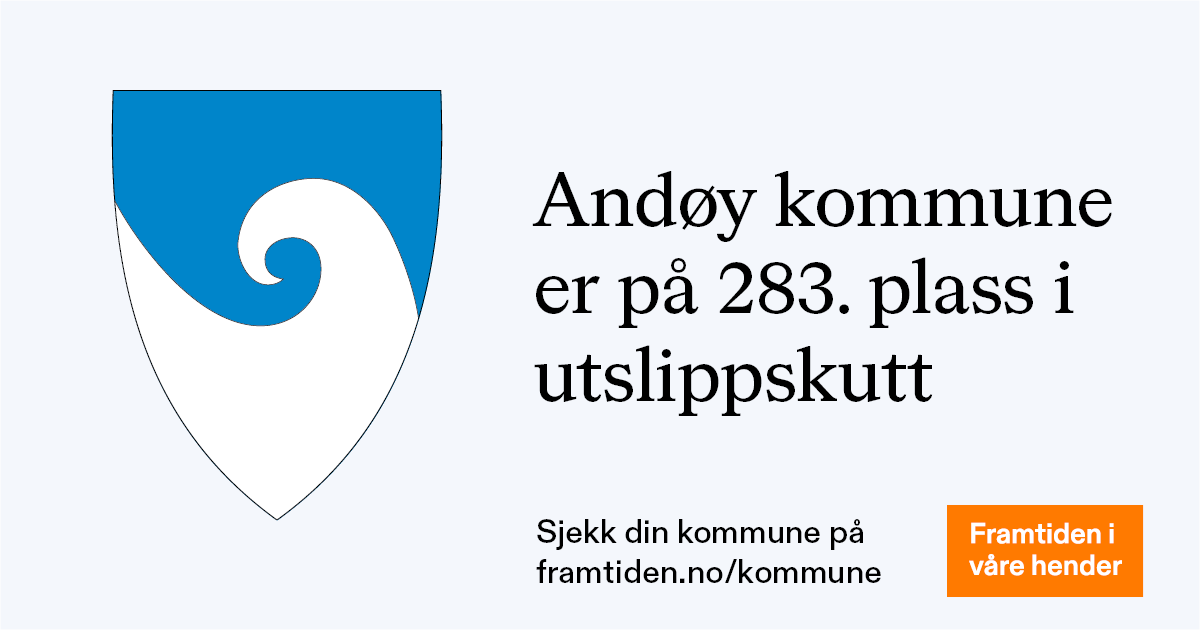 Andøy kommune
er på 283. plass i
utslippskutt
Sjekk din kommune på
framtiden.no/kommune
Framtiden i
våre hender